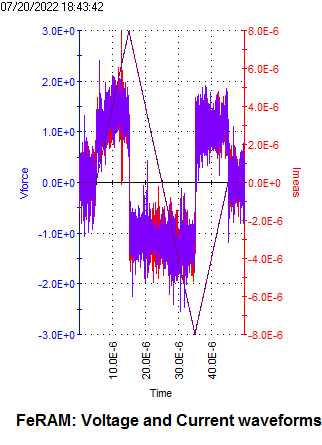 07/20/2022 18:43:42
3.0E+0
2.0E+0
1.0E+0
0.0E+0
-1.0E+0
-2.0E+0
-3.0E+0
Vforce
8.0E-6
6.0E-6
4.0E-6
2.0E-6
0.0E+0
-2.0E-6
-4.0E-6
-6.0E-6
-8.0E-6
Imeas
10.0E-6
20.0E-6
30.0E-6
40.0E-6
Time
FeRAM: Voltage and Current waveforms